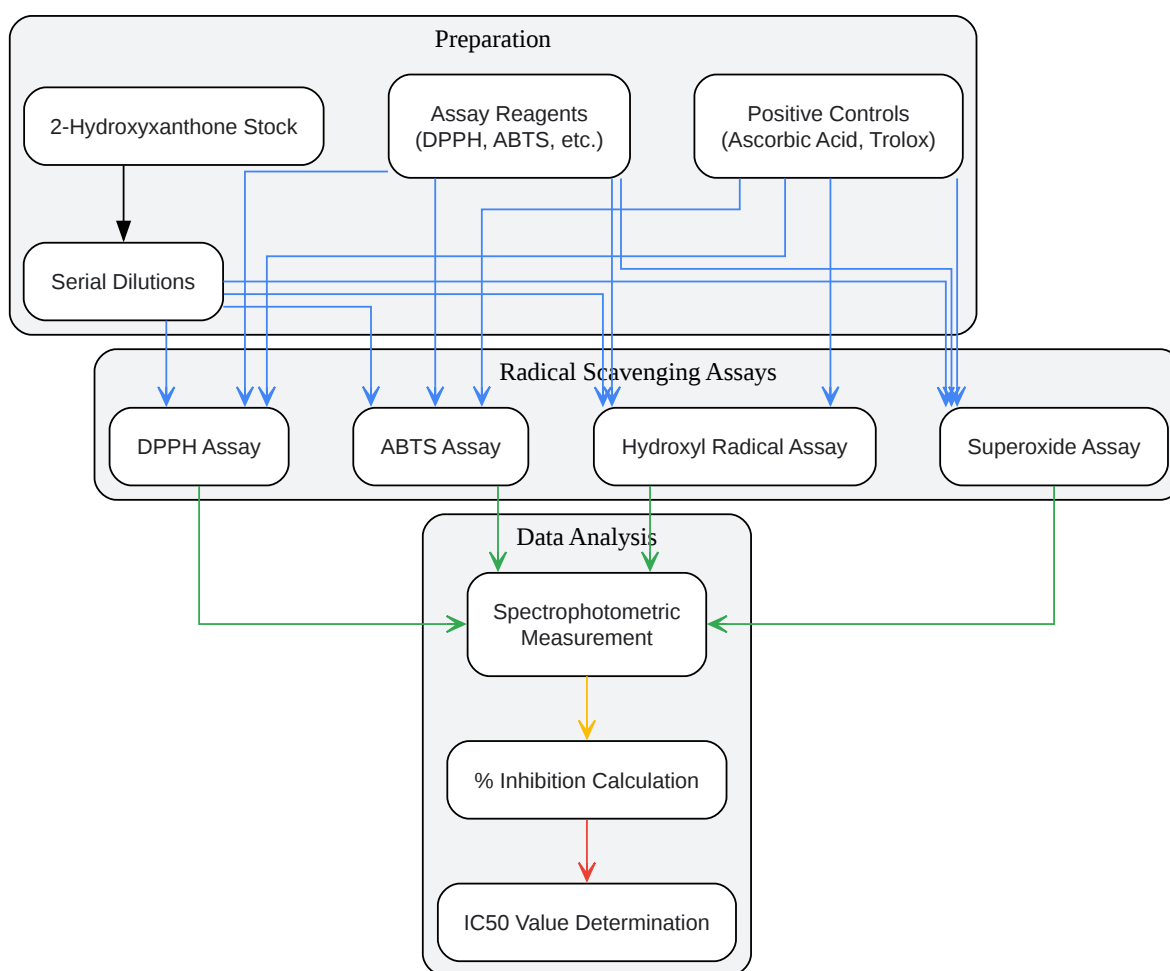 Preparation
2-Hydroxyxanthone Stock
Assay Reagents
(DPPH, ABTS, etc.)
Positive Controls
(Ascorbic Acid, Trolox)
Serial Dilutions
Radical Scavenging Assays
DPPH Assay
ABTS Assay
Hydroxyl Radical Assay
Superoxide Assay
Data Analysis
Spectrophotometric
Measurement
% Inhibition Calculation
IC50 Value Determination